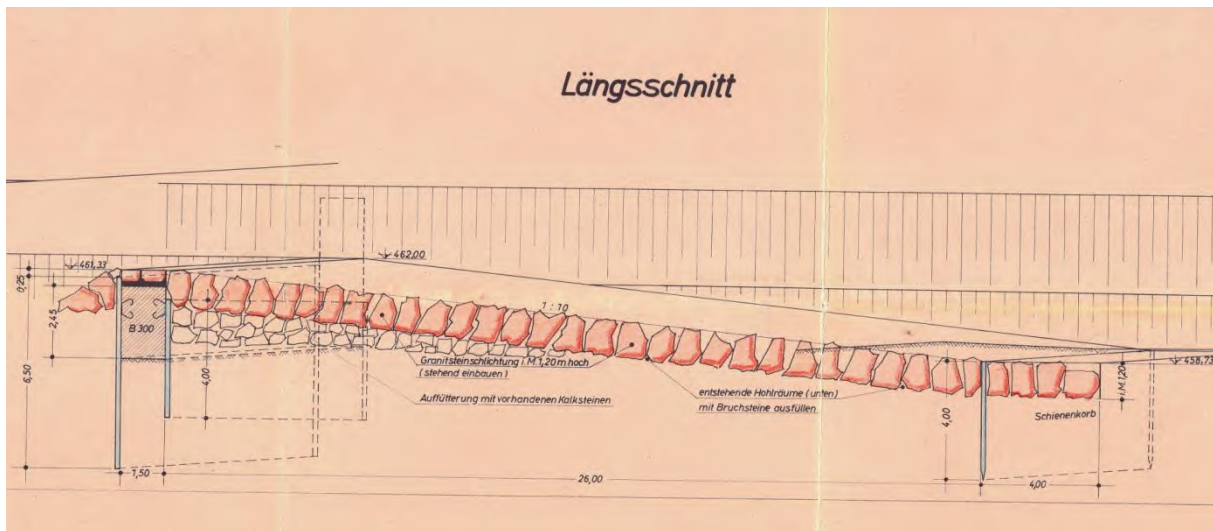 Längsschnitt
461,33
462,00
0,25
1 : 10
2,45
B 300
458,73
Granitsteinschlichtung i.M.1,20m hoch
(stehend einbauen)
i.M.1,20
6,50
4,00
entstehende Hohlräume (unten)
mit Bruchsteine ausfüllen
4,00
Auffütterung mit vorhandenen Kalksteinen
Schienenkorb
1,50
26,00
4,00